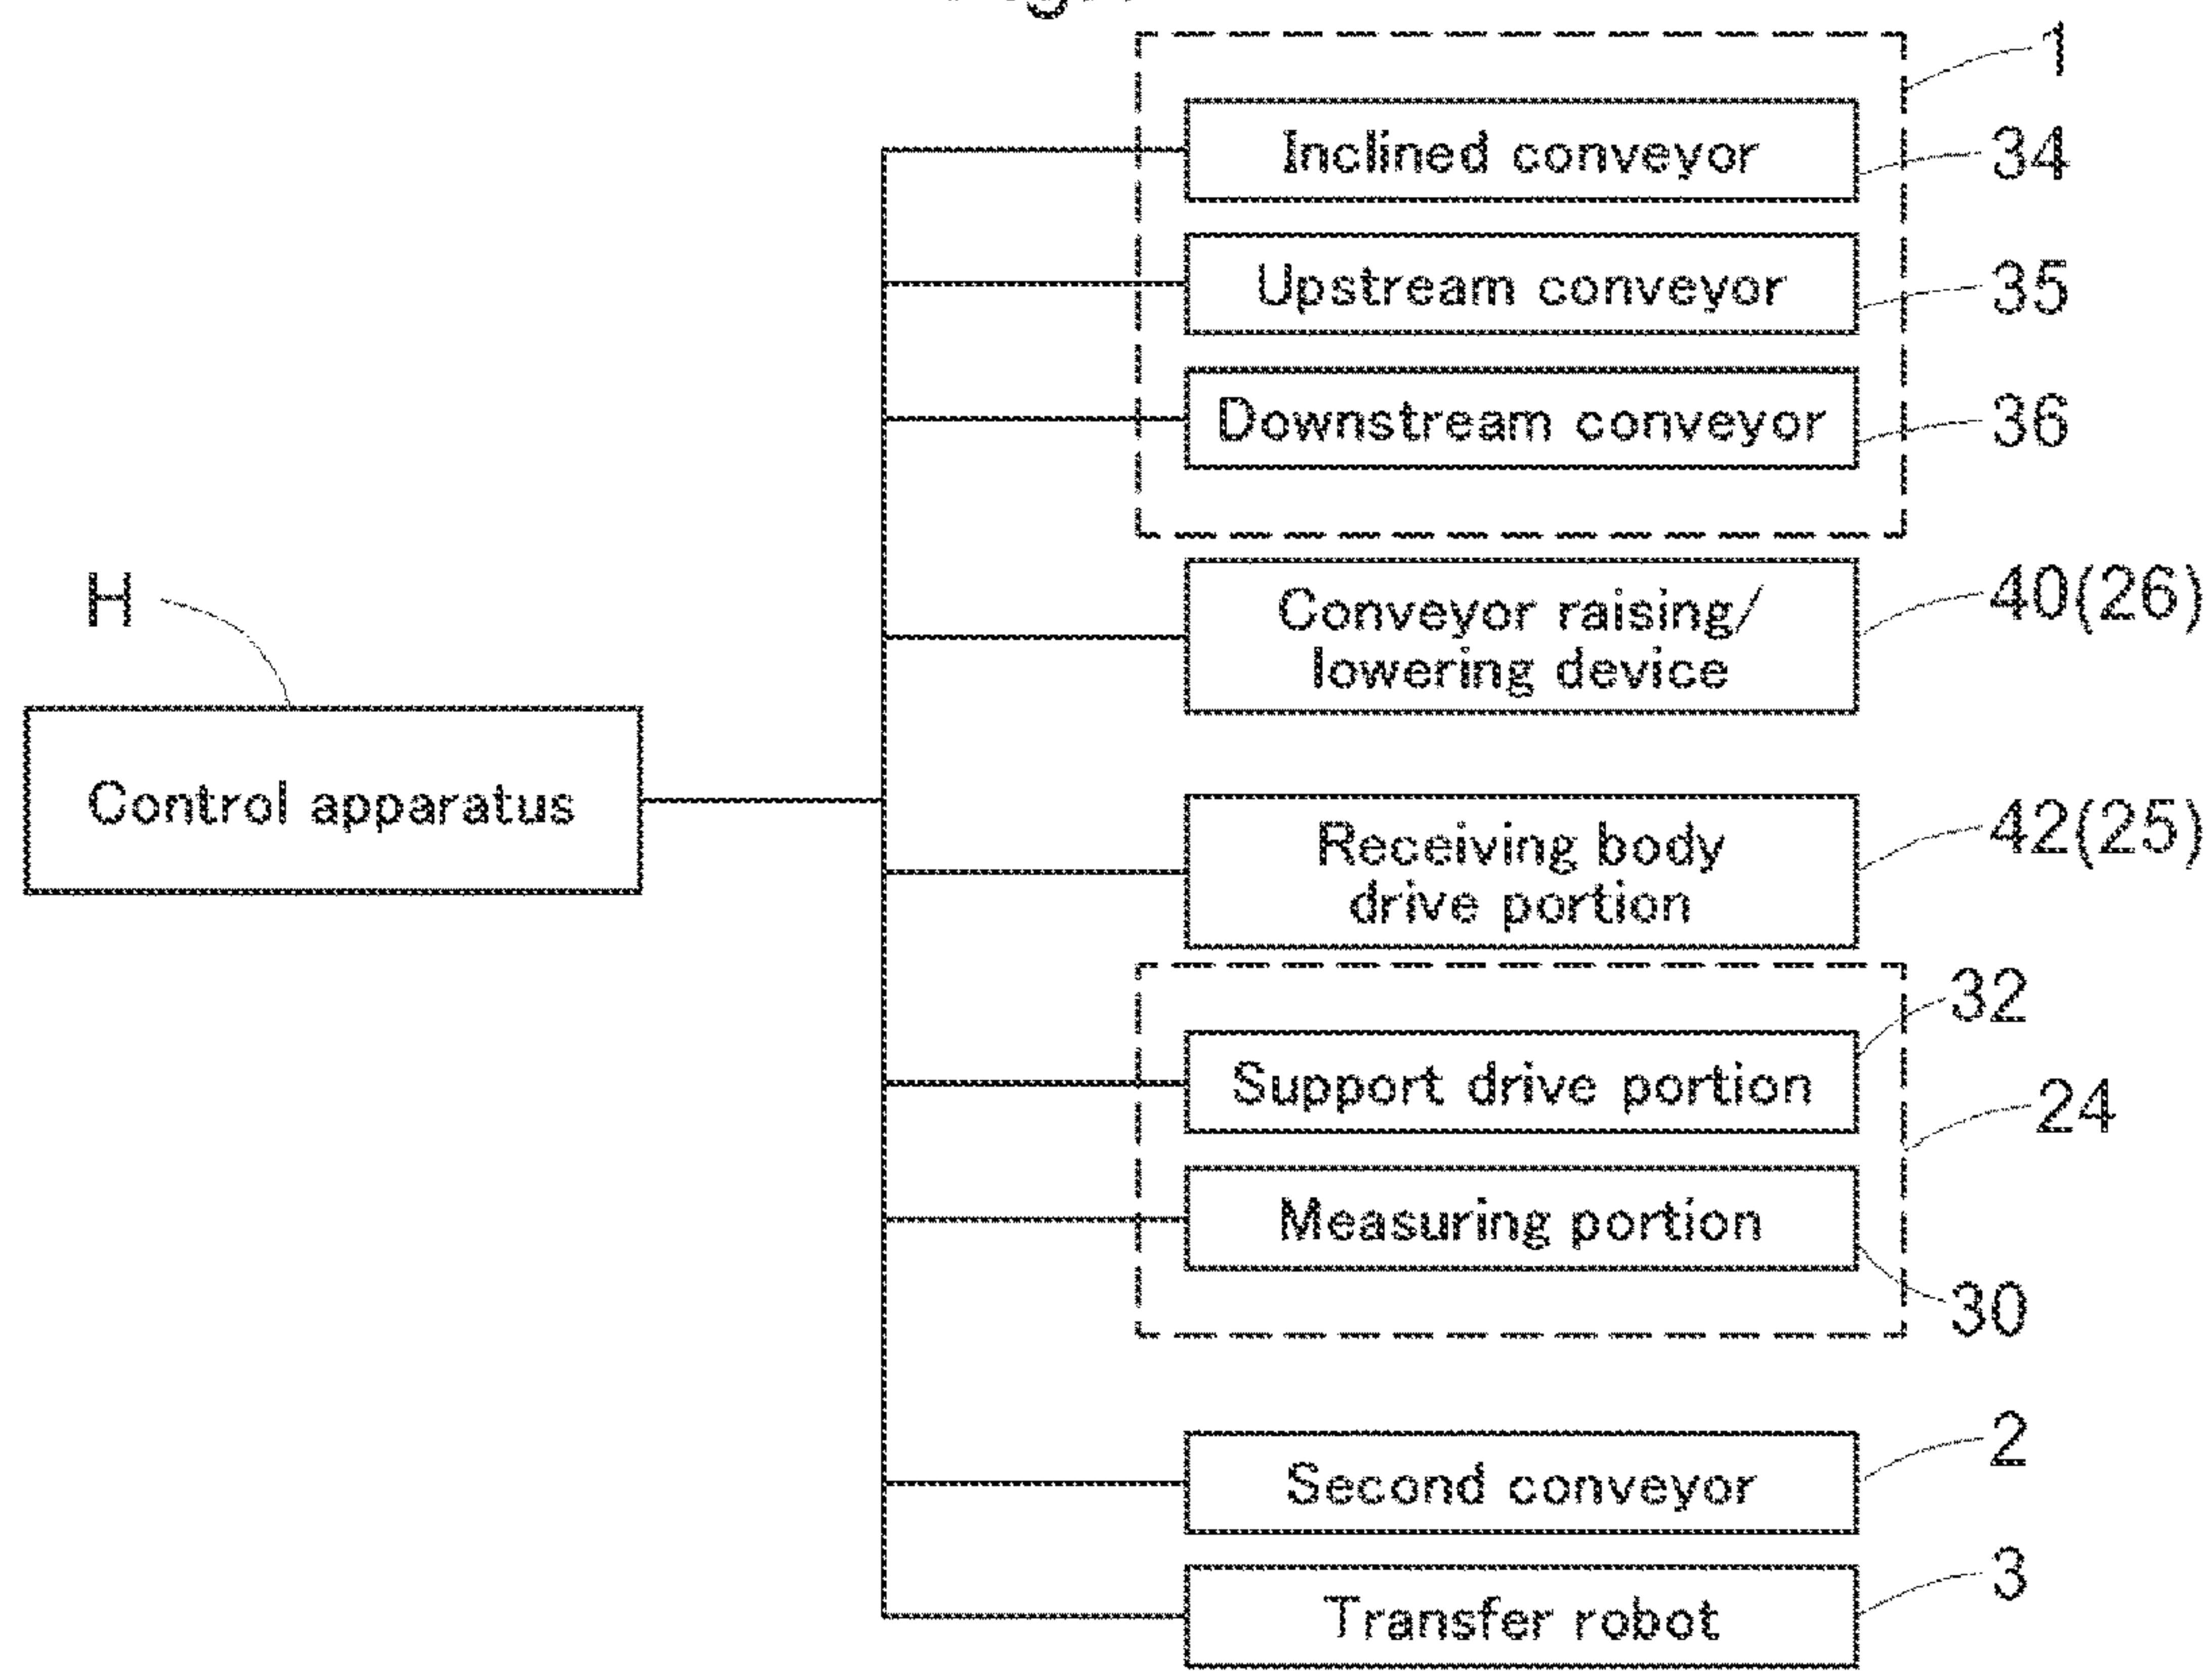 1
Inclined conveyor
34
Upstream conveyor
35
Downstream conveyor
36
H
Conveyor raising/
lowering device
40(26)
Control apparatus
Receiving body
drive portion
42(25)
32
Support drive portion
24
Measuring portion
30
2
Second conveyor
3
Transfer robot